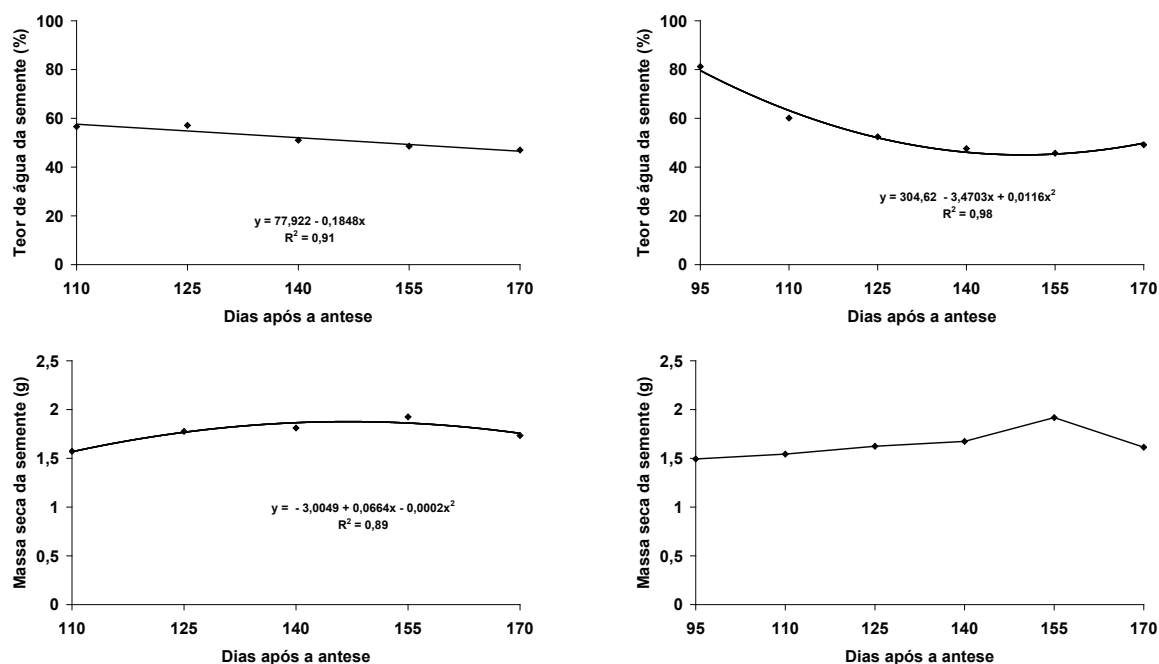 Teor de água da semente (%)
100
80
60
40
20
0
y = 77,922 - 0,1848x
R² = 0,91
110 125 140 155 170
Dias após a antese
Teor de água da semente (%)
100
80
60
40
20
0
y = 304,62 - 3,4703x + 0,0116x²
R² = 0,98
95 110 125 140 155 170
Dias após a antese
Massa seca da semente (g)
2,5
2
1,5
1
0,5
0
y = - 3,0049 + 0,0664x - 0,0002x²
R² = 0,89
110 125 140 155 170
Dias após a antese
Massa seca da semente (g)
2,5
2
1,5
1
0,5
0
95 110 125 140 155 170
Dias após a antese